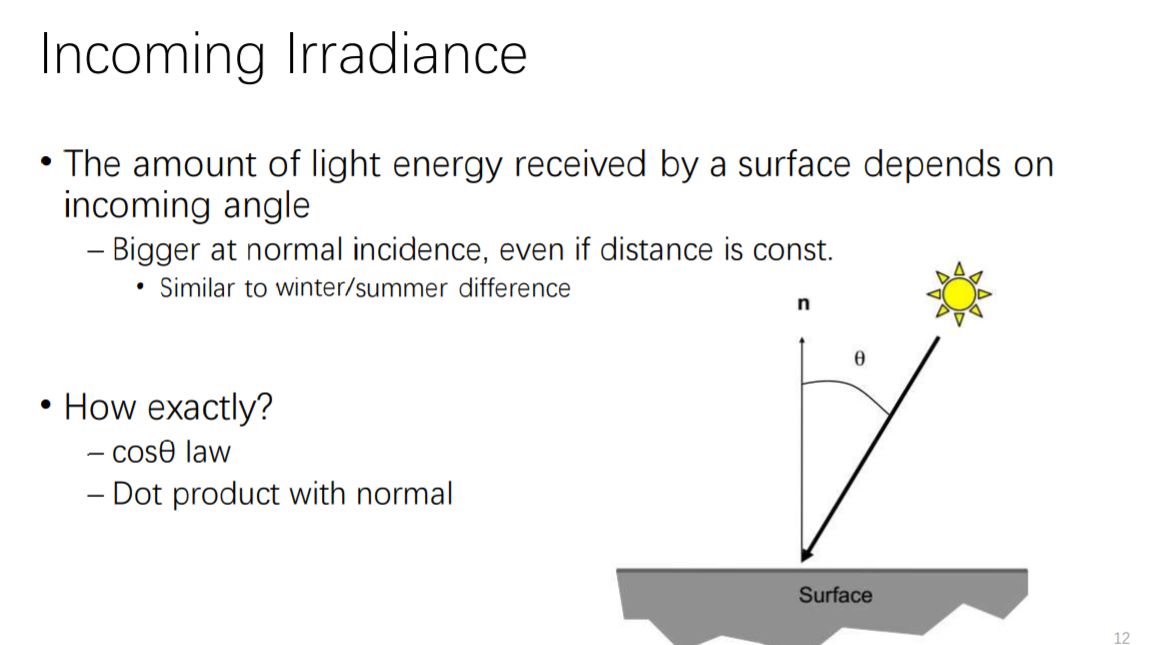 Incoming Irradiance
• The amount of light energy received by a surface depends on
incoming angle
– Bigger at normal incidence, even if distance is const.
• Similar to winter/summer difference
n
θ
• How exactly?
– cosθ law
– Dot product with normal
Surface
12